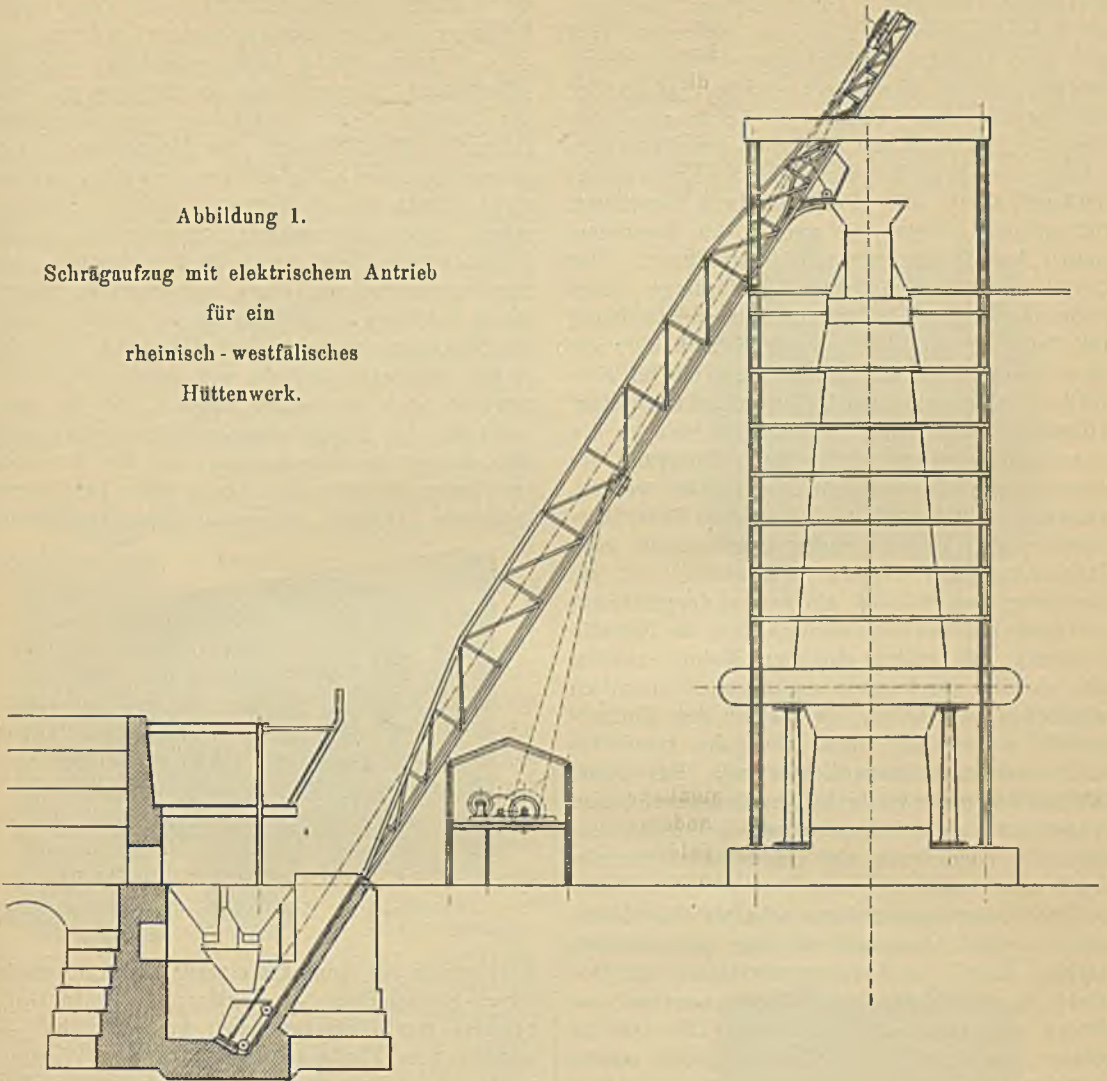 Abbildung 1.
Schrägaufzug mit elektrischem Antrieb
für ein
rheinisch - westfälisches
Hüttenwerk.